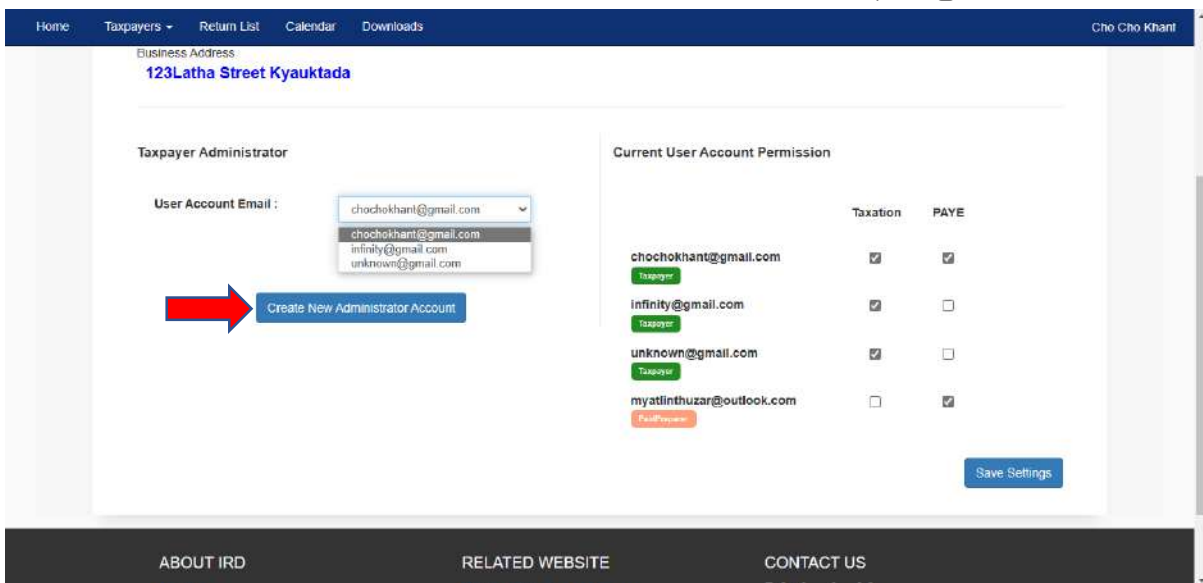 Home Taxpayers Return List Calendar Downloads Cho Cho Khant
Business Address
123Latha Street Kyauktada
Taxpayer Administrator
User Account Email :
chochokhant@gmail.com
chochokhant@gmail.com
infinity@gmail.com
unknown@gmail.com
Create New Administrator Account
Current User Account Permission
Taxation PAYE
chochokhant@gmail.com
Taxpayer
infinity@gmail.com
Taxpayer
unknown@gmail.com
Taxpayer
myatlinthuzar@outlook.com
PaidPreparer
Save Settings
ABOUT IRD RELATED WEBSITE CONTACT US